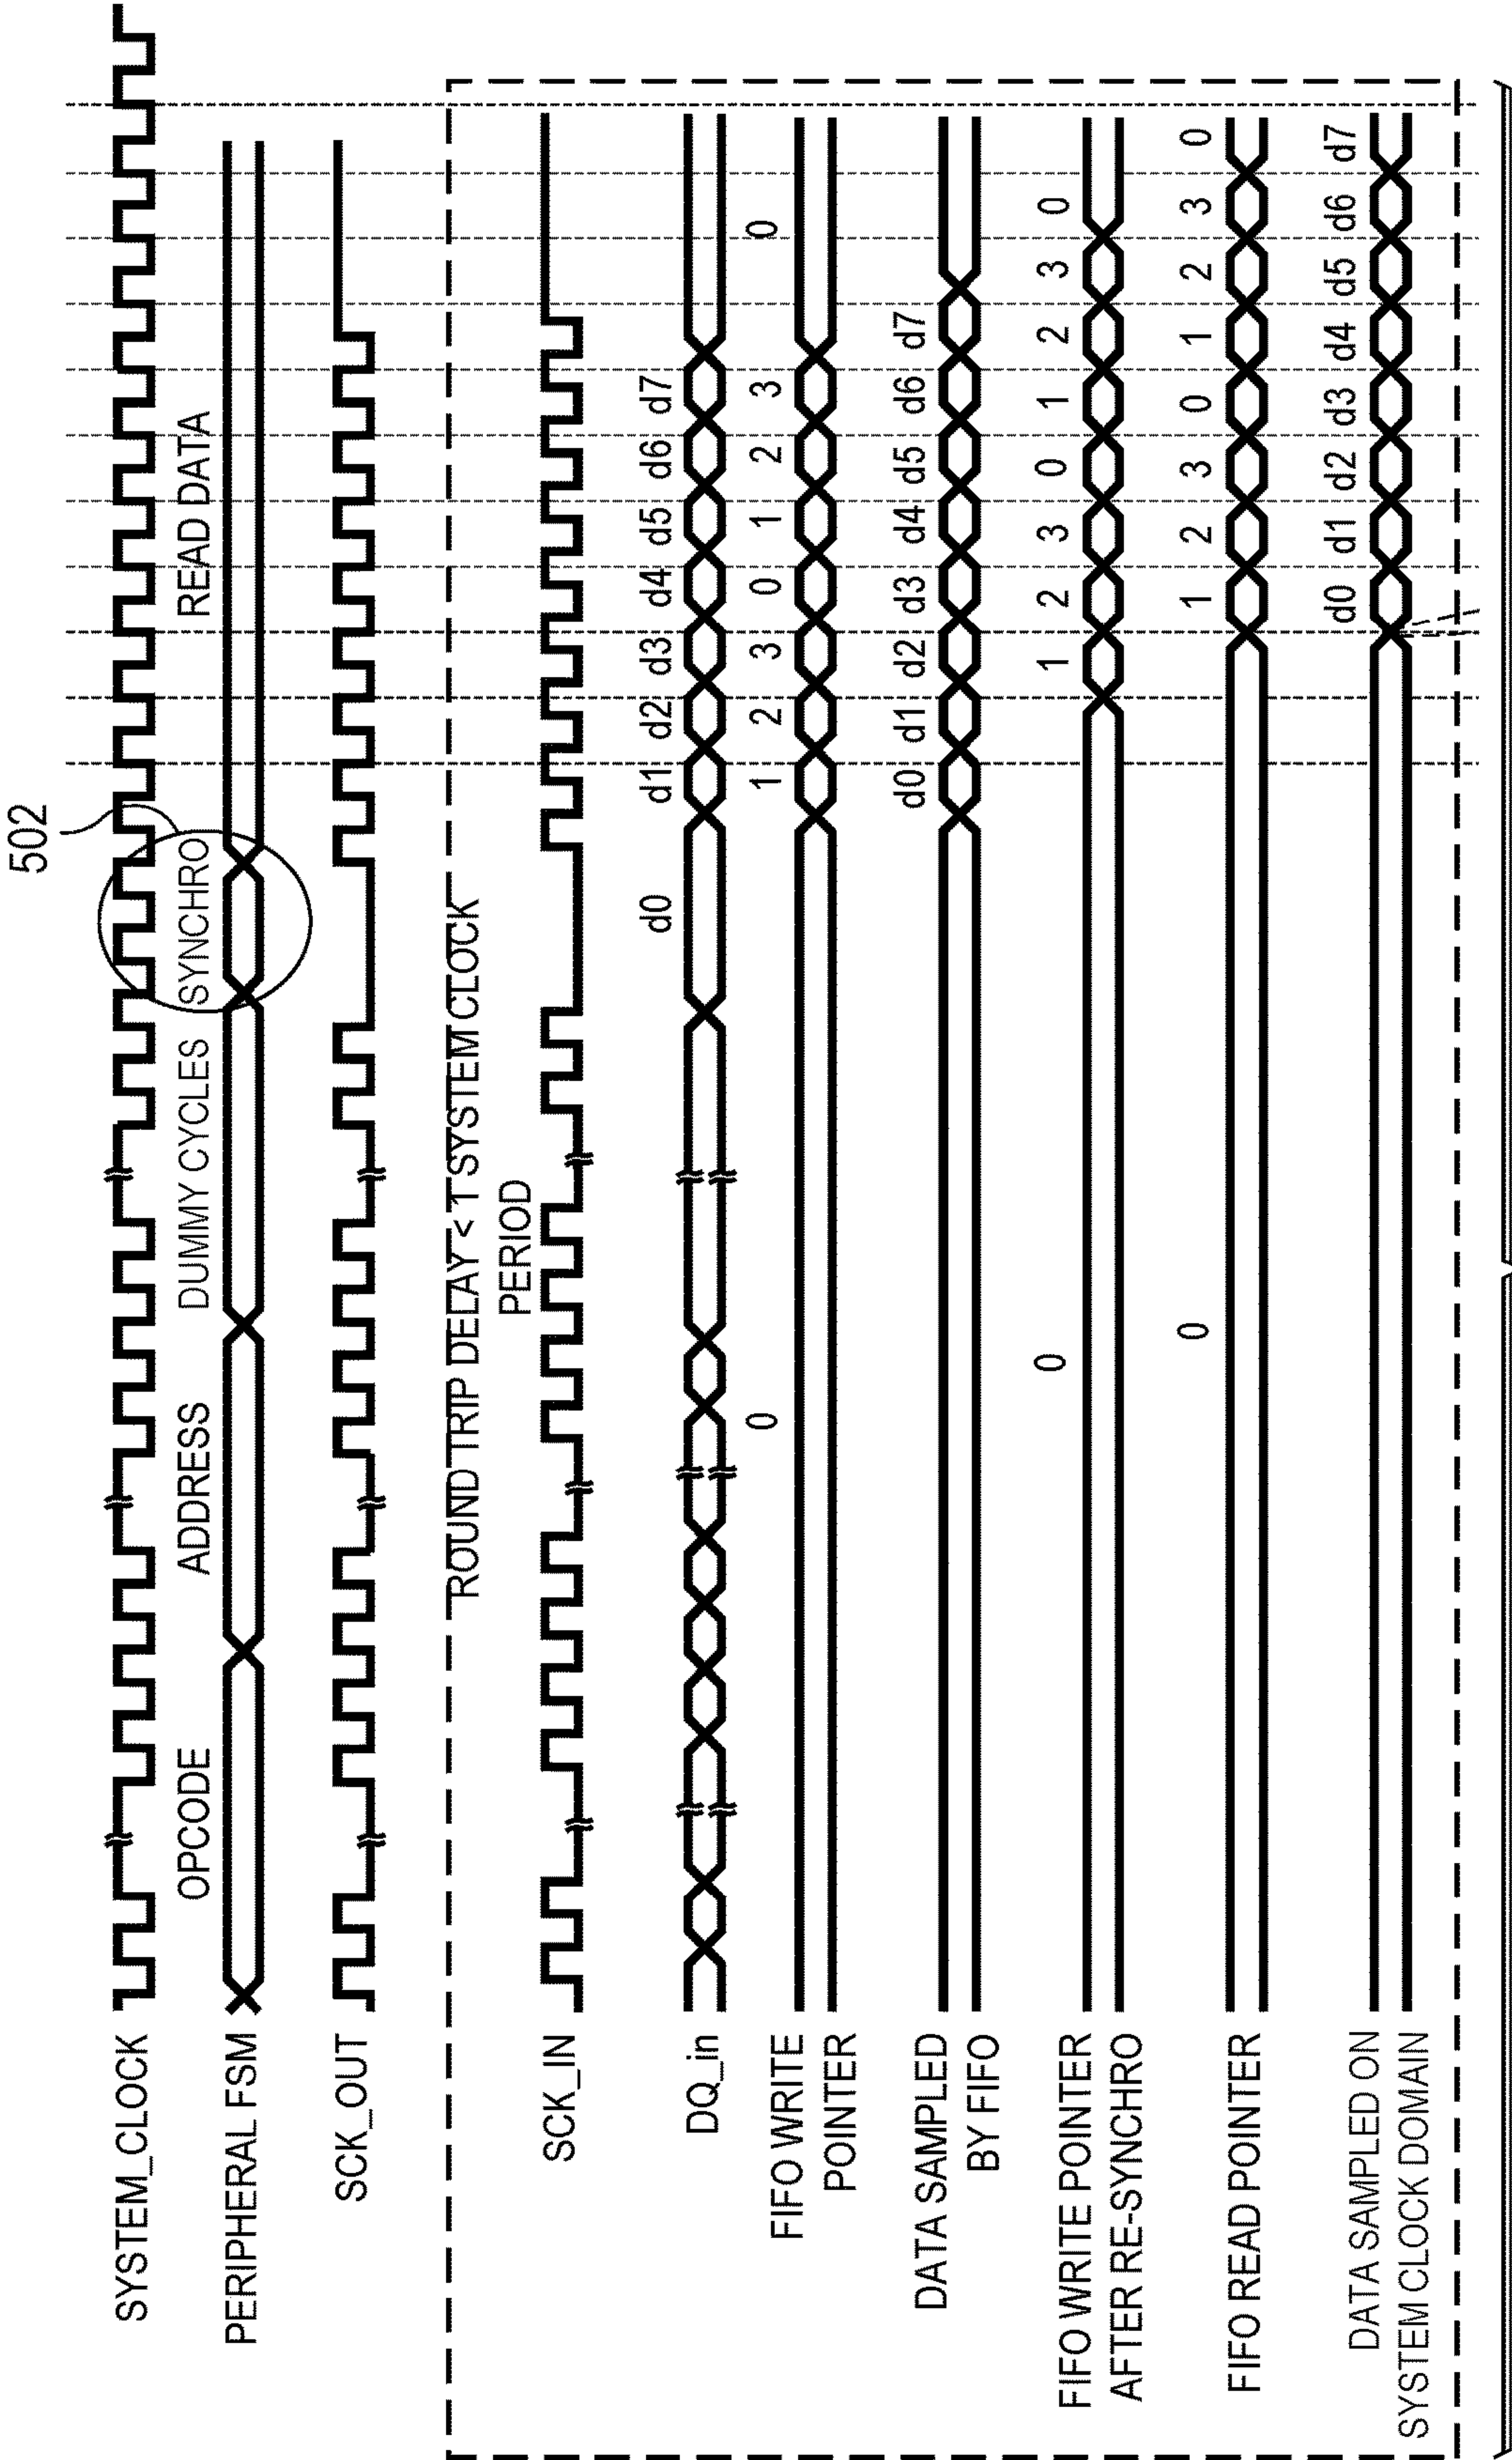 502
SYSTEM_CLOCK
OPCODE ADDRESS DUMMY CYCLES SYNCHRO READ DATA
PERIPHERAL FSM
SCK_OUT
ROUND TRIP DELAY < 1 SYSTEM CLOCK
PERIOD
SCK_IN
d0 d1 d2 d3 d4 d5 d6 d7
DQ_in
0 1 2 3 0 1 2 3 0
FIFO WRITE
POINTER
d0 d1 d2 d3 d4 d5 d6 d7
DATA SAMPLED
BY FIFO
0 1 2 3 0 1 2 3 0
FIFO WRITE POINTER
AFTER RE-SYNCHRO
0 1 2 3 0 1 2 3 0
FIFO READ POINTER
d0 d1 d2 d3 d4 d5 d6 d7
DATA SAMPLED ON
SYSTEM CLOCK DOMAIN